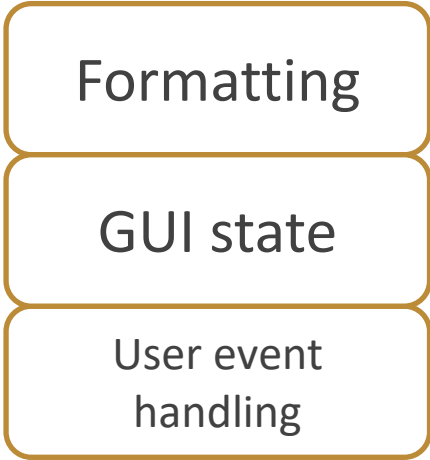 Formatting
GUI state
User event
handling